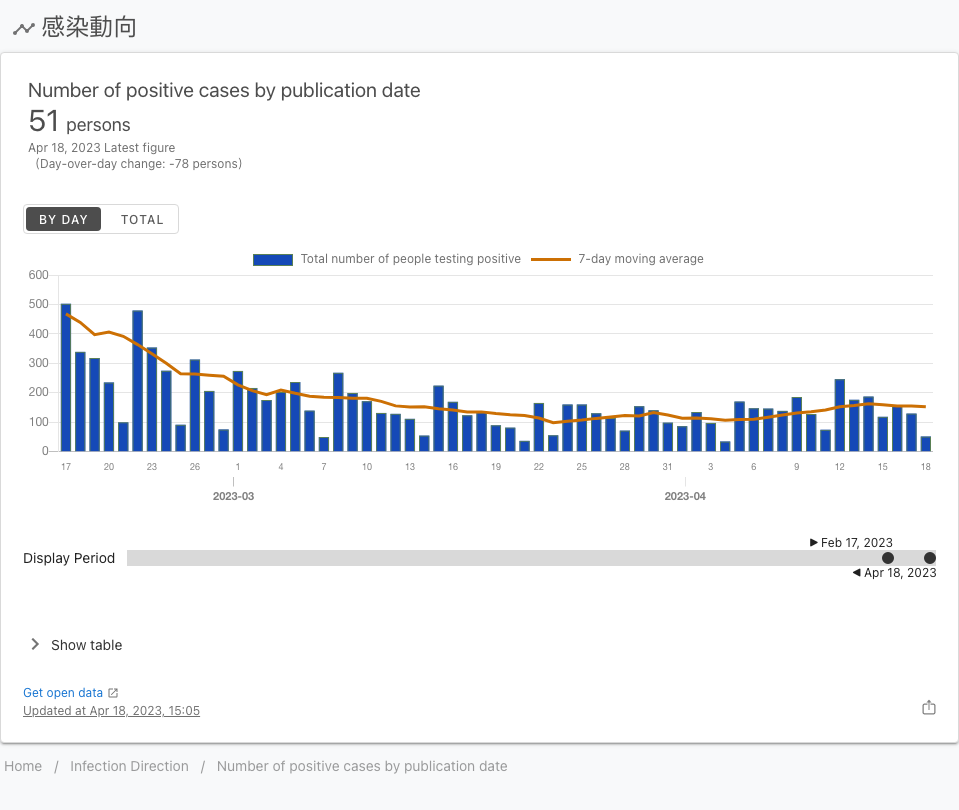 感染動向
Number of positive cases by publication date
51 persons
Apr 18, 2023 Latest figure
(Day-over-day change: -78 persons)
BY DAY TOTAL
Total number of people testing positive 7-day moving average
600
500
400
300
200
100
0
17 20 23 26 1 4 7 10 13 16 19 22 25 28 31 3 6 9 12 15 18
2023-03 2023-04
Feb 17, 2023
Display Period
Apr 18, 2023
Show table
Get open data
Updated at Apr 18, 2023, 15:05
Home / Infection Direction / Number of positive cases by publication date